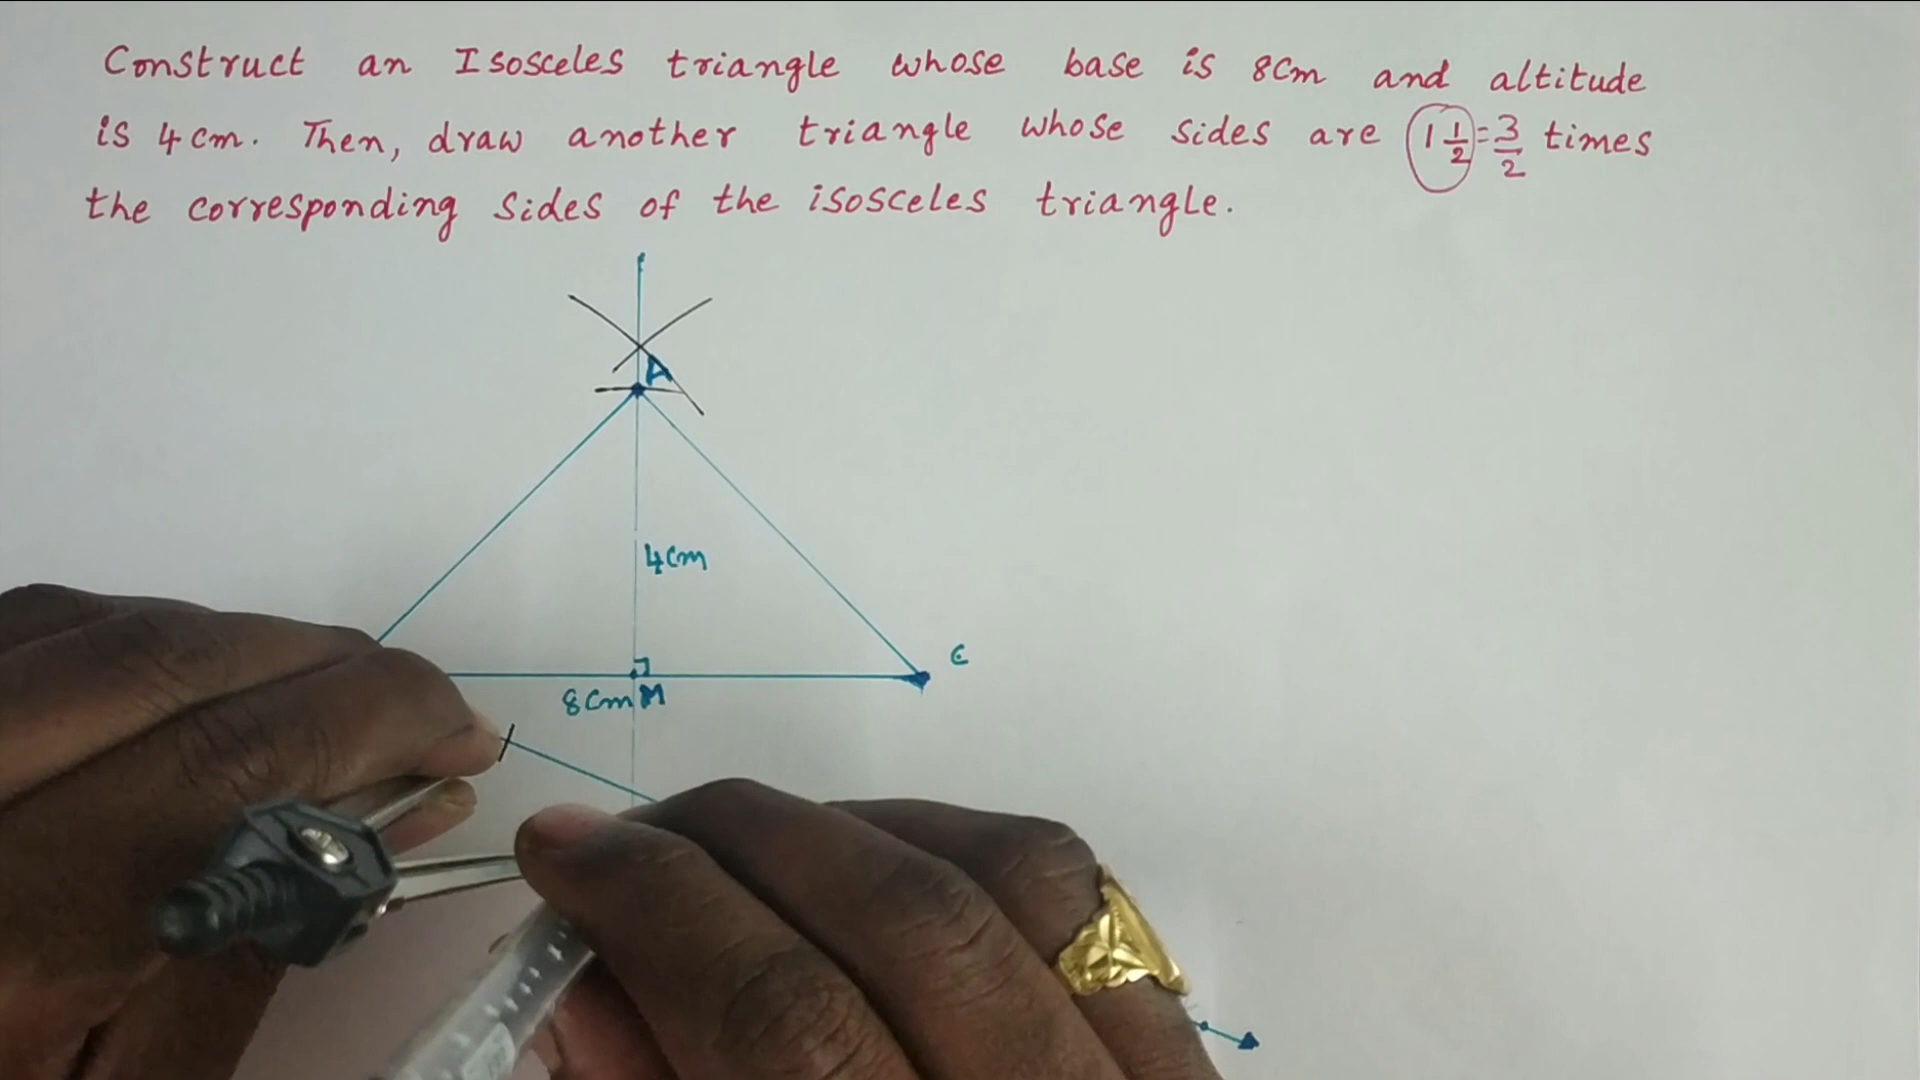 Construct an Isosceles triangle whose base is 8cm and altitude
is 4cm. Then, draw another triangle whose sides are 1 1/2 = 3/2 times
the corresponding sides of the isosceles triangle.
A
4cm
C
8cm M